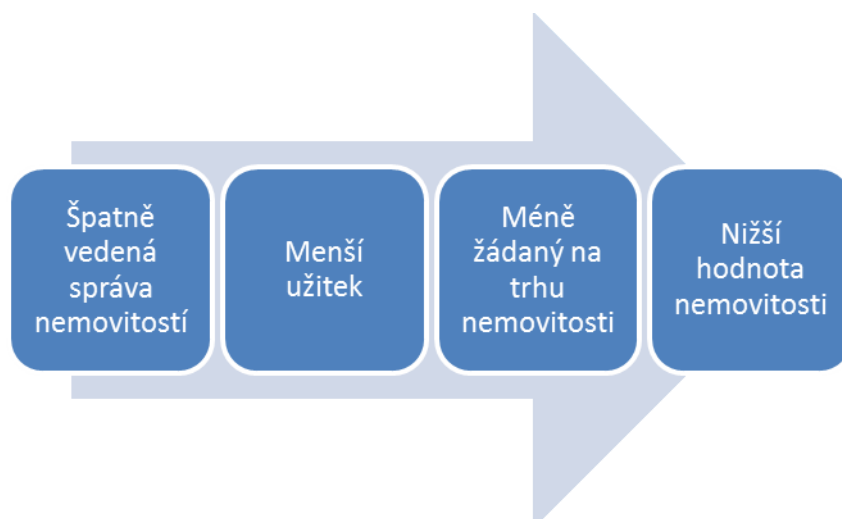 Špatně
vedená
správa
nemovitostí
Menší
užitek
Méně
žádaný na
trhu
nemovitosti
Nižší
hodnota
nemovitosti